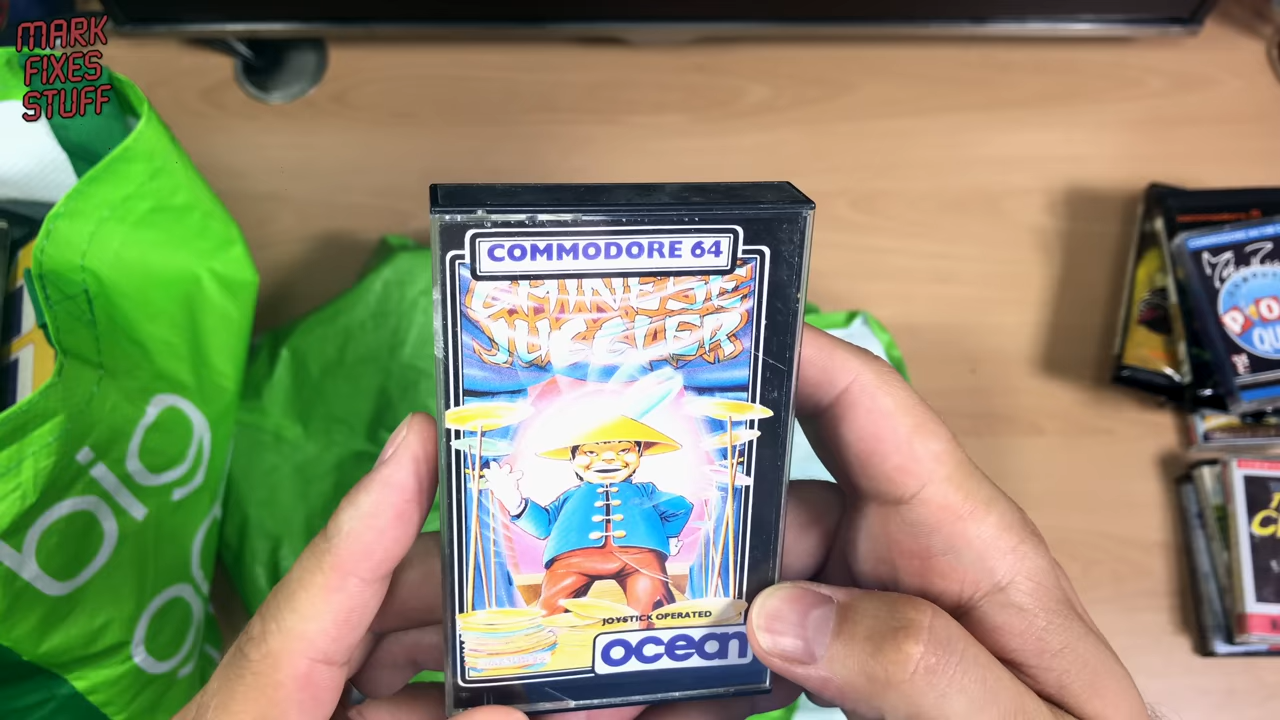 MARK
FIXES
STUFF
COMMODORE 64
CHINESE
JUGGLER
JOYSTICK OPERATED
ocean
big